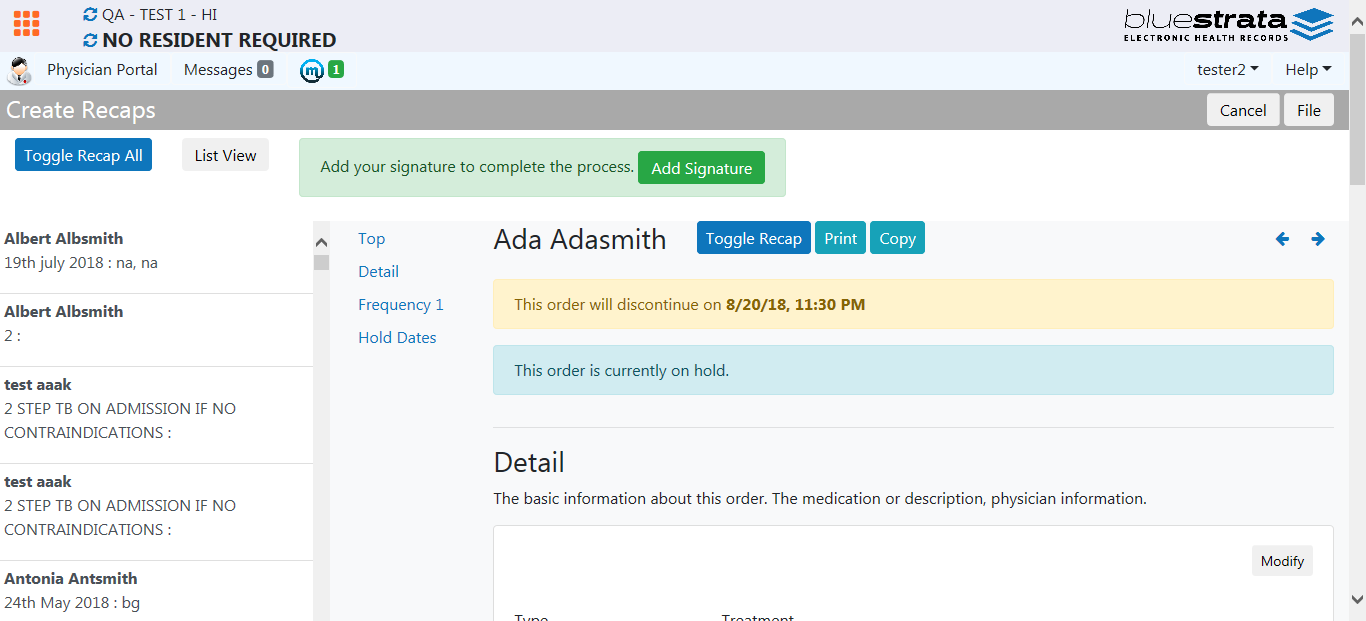 QA - TEST 1 - HI
NO RESIDENT REQUIRED
bluestrata
ELECTRONIC HEALTH RECORDS
Physician Portal
Messages 0
m 1
tester2
Help
Create Recaps
Cancel
File
Toggle Recap All
List View
Add your signature to complete the process. Add Signature
Albert Albsmith
19th july 2018 : na, na
Albert Albsmith
2 :
test aaak
2 STEP TB ON ADMISSION IF NO
CONTRAINDICATIONS :
test aaak
2 STEP TB ON ADMISSION IF NO
CONTRAINDICATIONS :
Antonia Antsmith
24th May 2018 : bg
Top
Detail
Frequency 1
Hold Dates
Ada Adasmith
Toggle Recap
Print
Copy
This order will discontinue on 8/20/18, 11:30 PM
This order is currently on hold.
Detail
The basic information about this order. The medication or description, physician information.
Modify
Type
Treatment